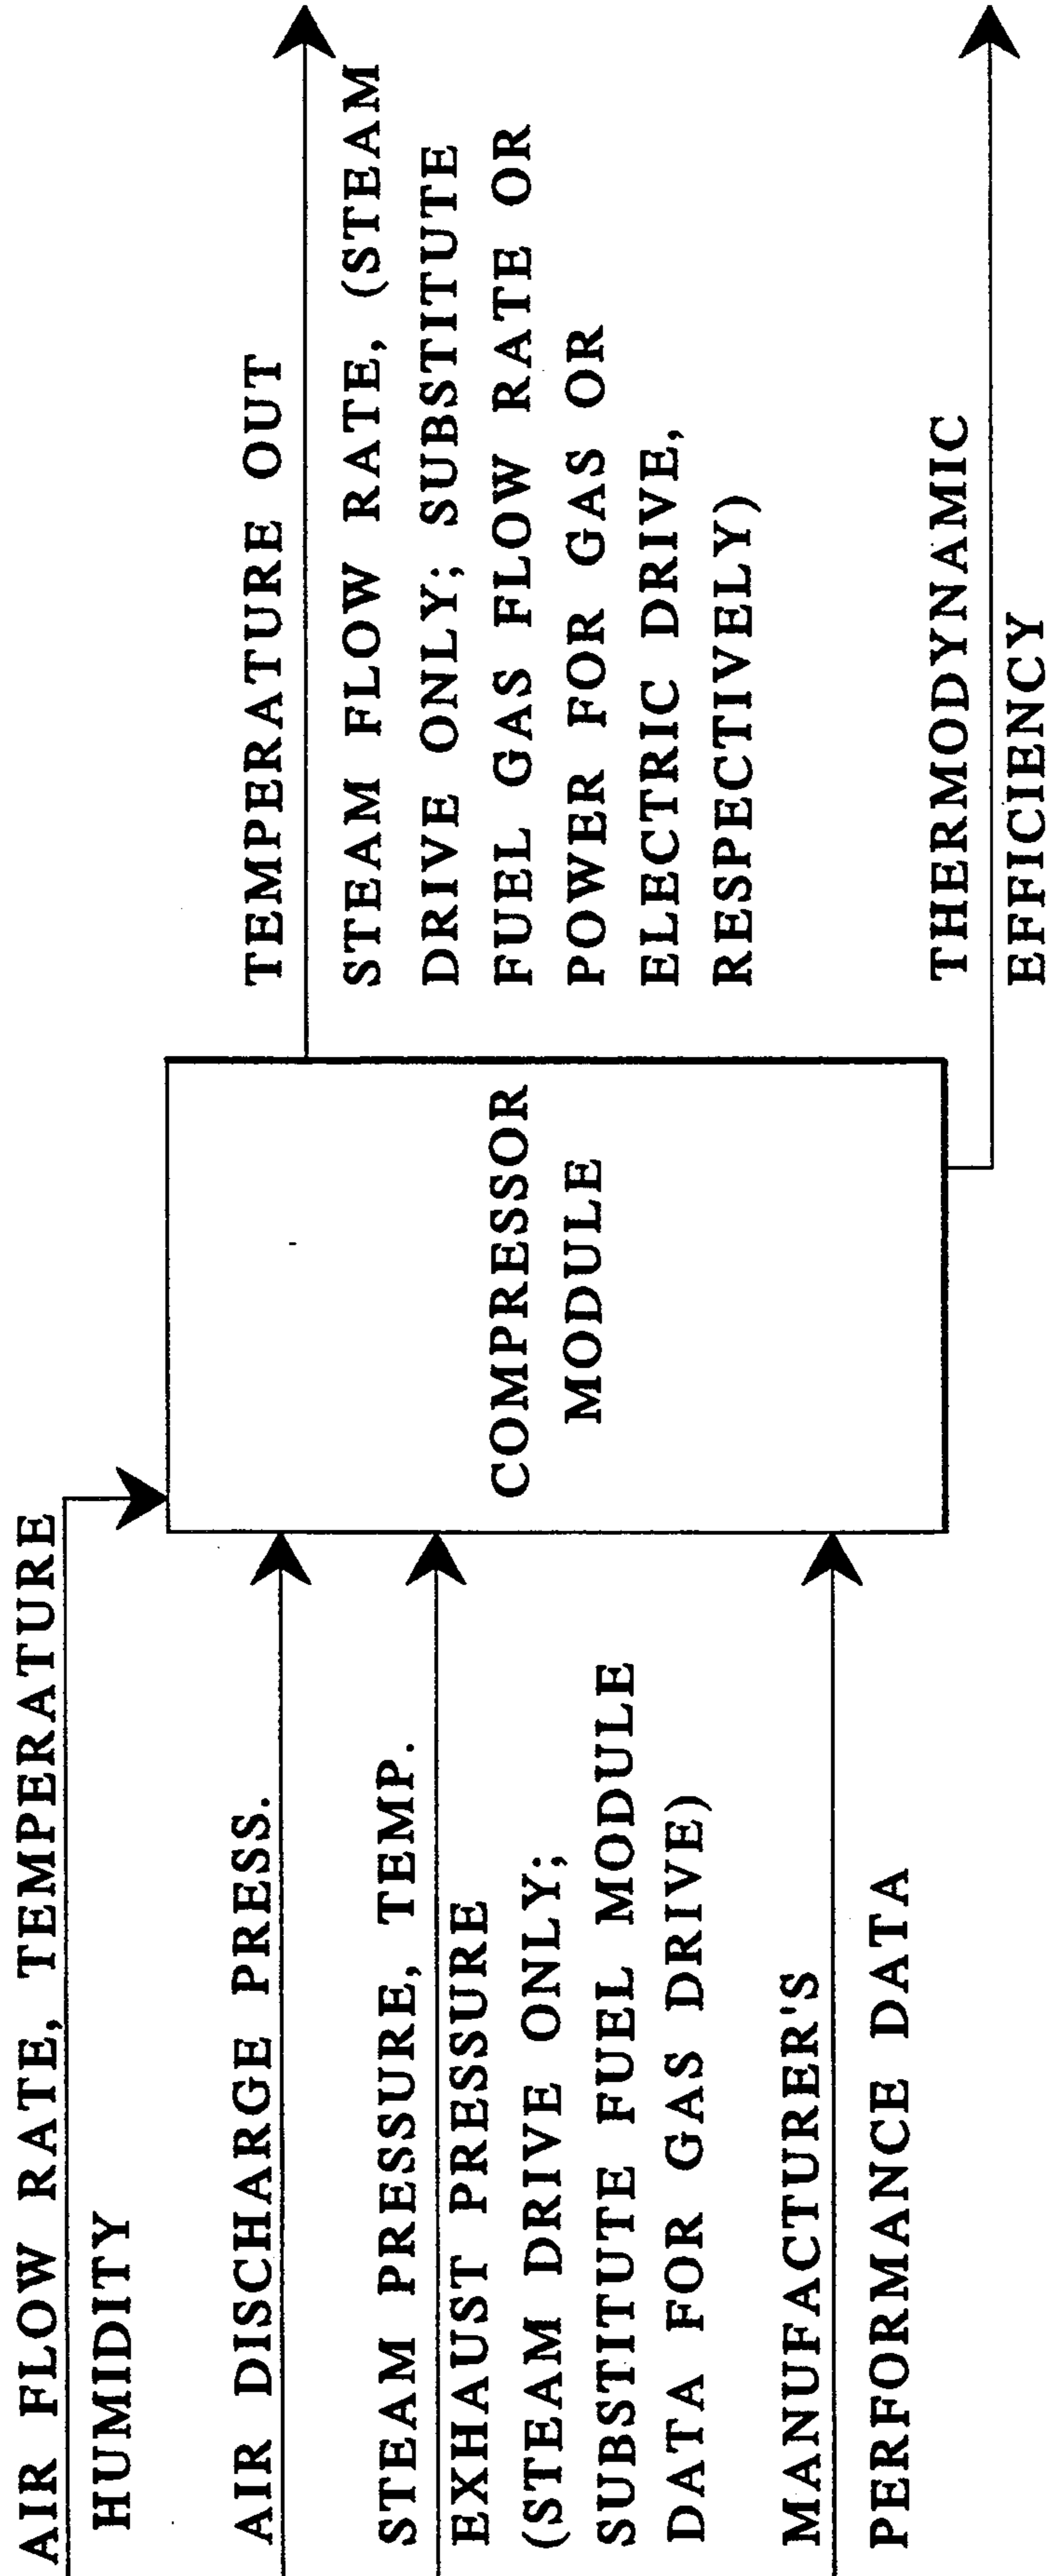 AIR FLOW RATE, TEMPERATURE
HUMIDITY
AIR DISCHARGE PRESS.
STEAM PRESSURE, TEMP.
EXHAUST PRESSURE
(STEAM DRIVE ONLY;
SUBSTITUTE FUEL MODULE
DATA FOR GAS DRIVE)
MANUFACTURER'S
PERFORMANCE DATA
COMPRESSOR
MODULE
TEMPERATURE OUT
STEAM FLOW RATE, (STEAM
DRIVE ONLY; SUBSTITUTE
FUEL GAS FLOW RATE OR
POWER FOR GAS OR
ELECTRIC DRIVE,
RESPECTIVELY)
THERMODYNAMIC
EFFICIENCY